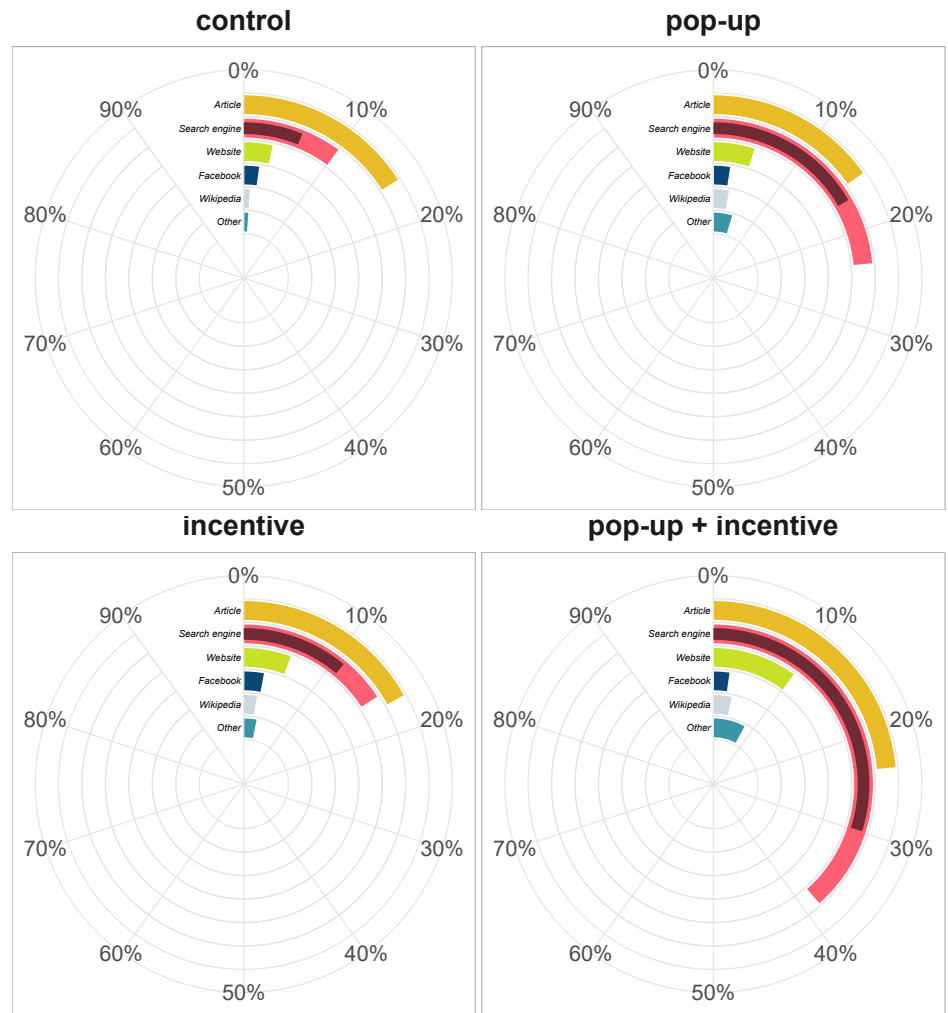 control
0%
10%
20%
30%
40%
50%
60%
70%
80%
90%
Article
Search engine
Website
Facebook
Wikipedia
Other
pop-up
0%
10%
20%
30%
40%
50%
60%
70%
80%
90%
Article
Search engine
Website
Facebook
Wikipedia
Other
incentive
0%
10%
20%
30%
40%
50%
60%
70%
80%
90%
Article
Search engine
Website
Facebook
Wikipedia
Other
pop-up + incentive
0%
10%
20%
30%
40%
50%
60%
70%
80%
90%
Article
Search engine
Website
Facebook
Wikipedia
Other